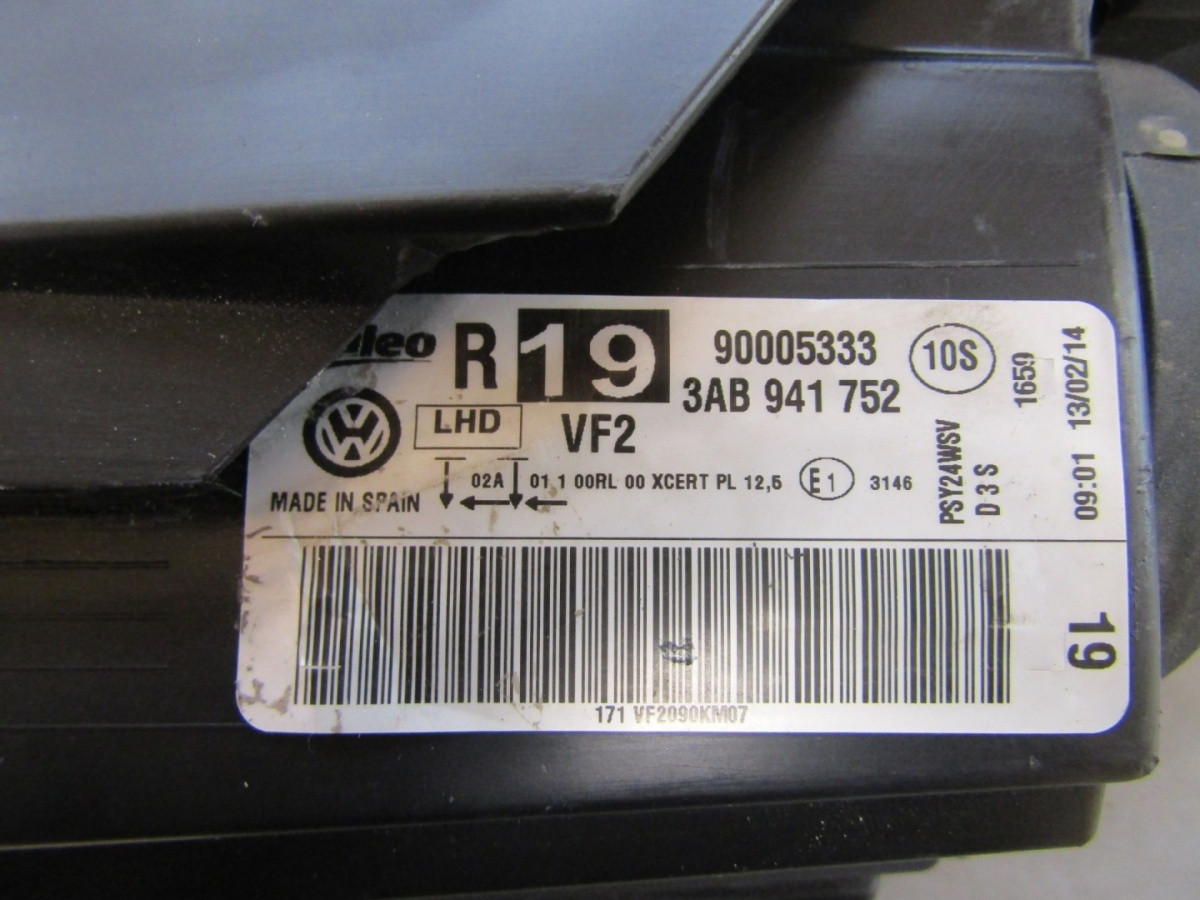 R 19
90005333
3AB 941 752
10S
LHD
VF2
MADE IN SPAIN
02A 01 1 00RL 00 XCERT PL 12,5 E1 3146
PSY24WSV
D3S
1659
09:01 13/02/14
19
171 VF2090KM07